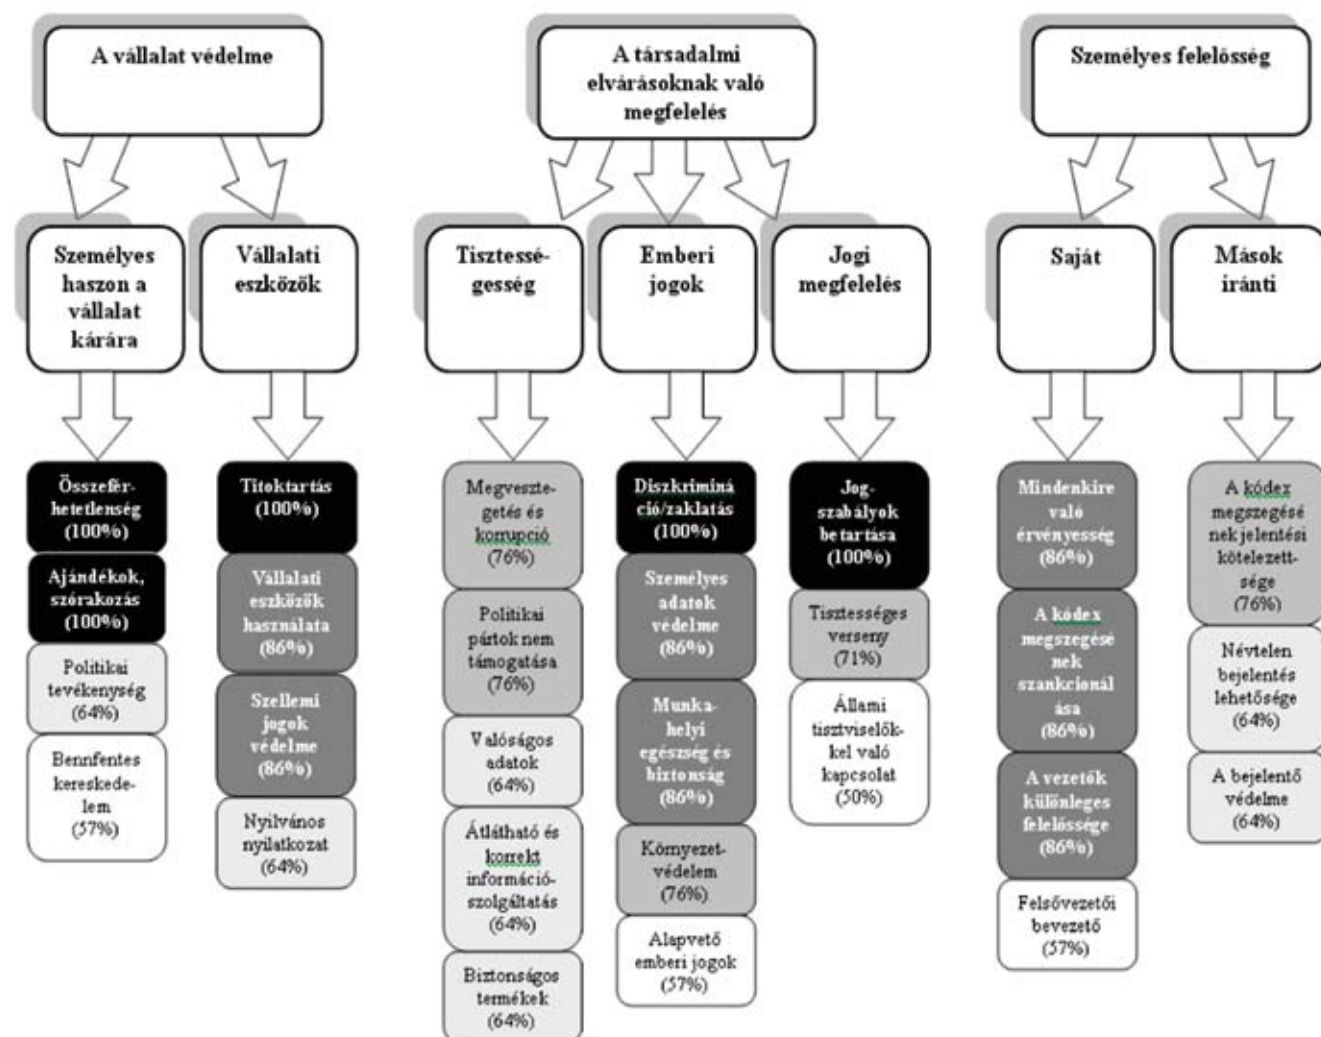 A vállalat védelme
A társadalmi
elvárásoknak való
megfelelés
Személyes felelősség
Személyes
haszon a
vállalat
kárára
Vállalati
eszközök
Tisztessé-
gesség
Emberi
jogok
Jogi
megfelelés
Saját
Mások
iránti
Összefér-
hetetlenség
(100%)
Ajándékok,
szórakozás
(100%)
Politikai
tevékenység
(64%)
Bennfentes
kereskede-
lem
(57%)
Titoktartás
(100%)
Vállalati
eszközök
használata
(86%)
Szellemi
jogok
védelme
(86%)
Nyilvános
nyilatkozat
(64%)
Megveszte-
getés és
korrupció
(76%)
Politikai
pártok nem
támogatása
(76%)
Valóságos
adatok
(64%)
Átlátható és
korrekt
információ-
szolgáltatás
(64%)
Biztonságos
termékek
(64%)
Diszkriminá
ció/zaklatás
(100%)
Személyes
adatok
védelme
(86%)
Munka-
helyi
egészség és
biztonság
(86%)
Környezet-
védelem
(76%)
Alapvető
emberi jogok
(57%)
Jog-
szabályok
betartása
(100%)
Tisztességes
verseny
(71%)
Állami
tisztviselők-
kel való
kapcsolat
(50%)
Mindenkire
való
érvényesség
(86%)
A kódex
megszegésé
nek
szankcionál
ása
(86%)
A vezetők
különleges
felelőssége
(86%)
Felsővezetői
bevezető
(57%)
A kódex
megszegésé
nek jelentési
kötelezett-
sége
(76%)
Névtelen
bejelentés
lehetősége
(64%)
A bejelentő
védelme
(64%)